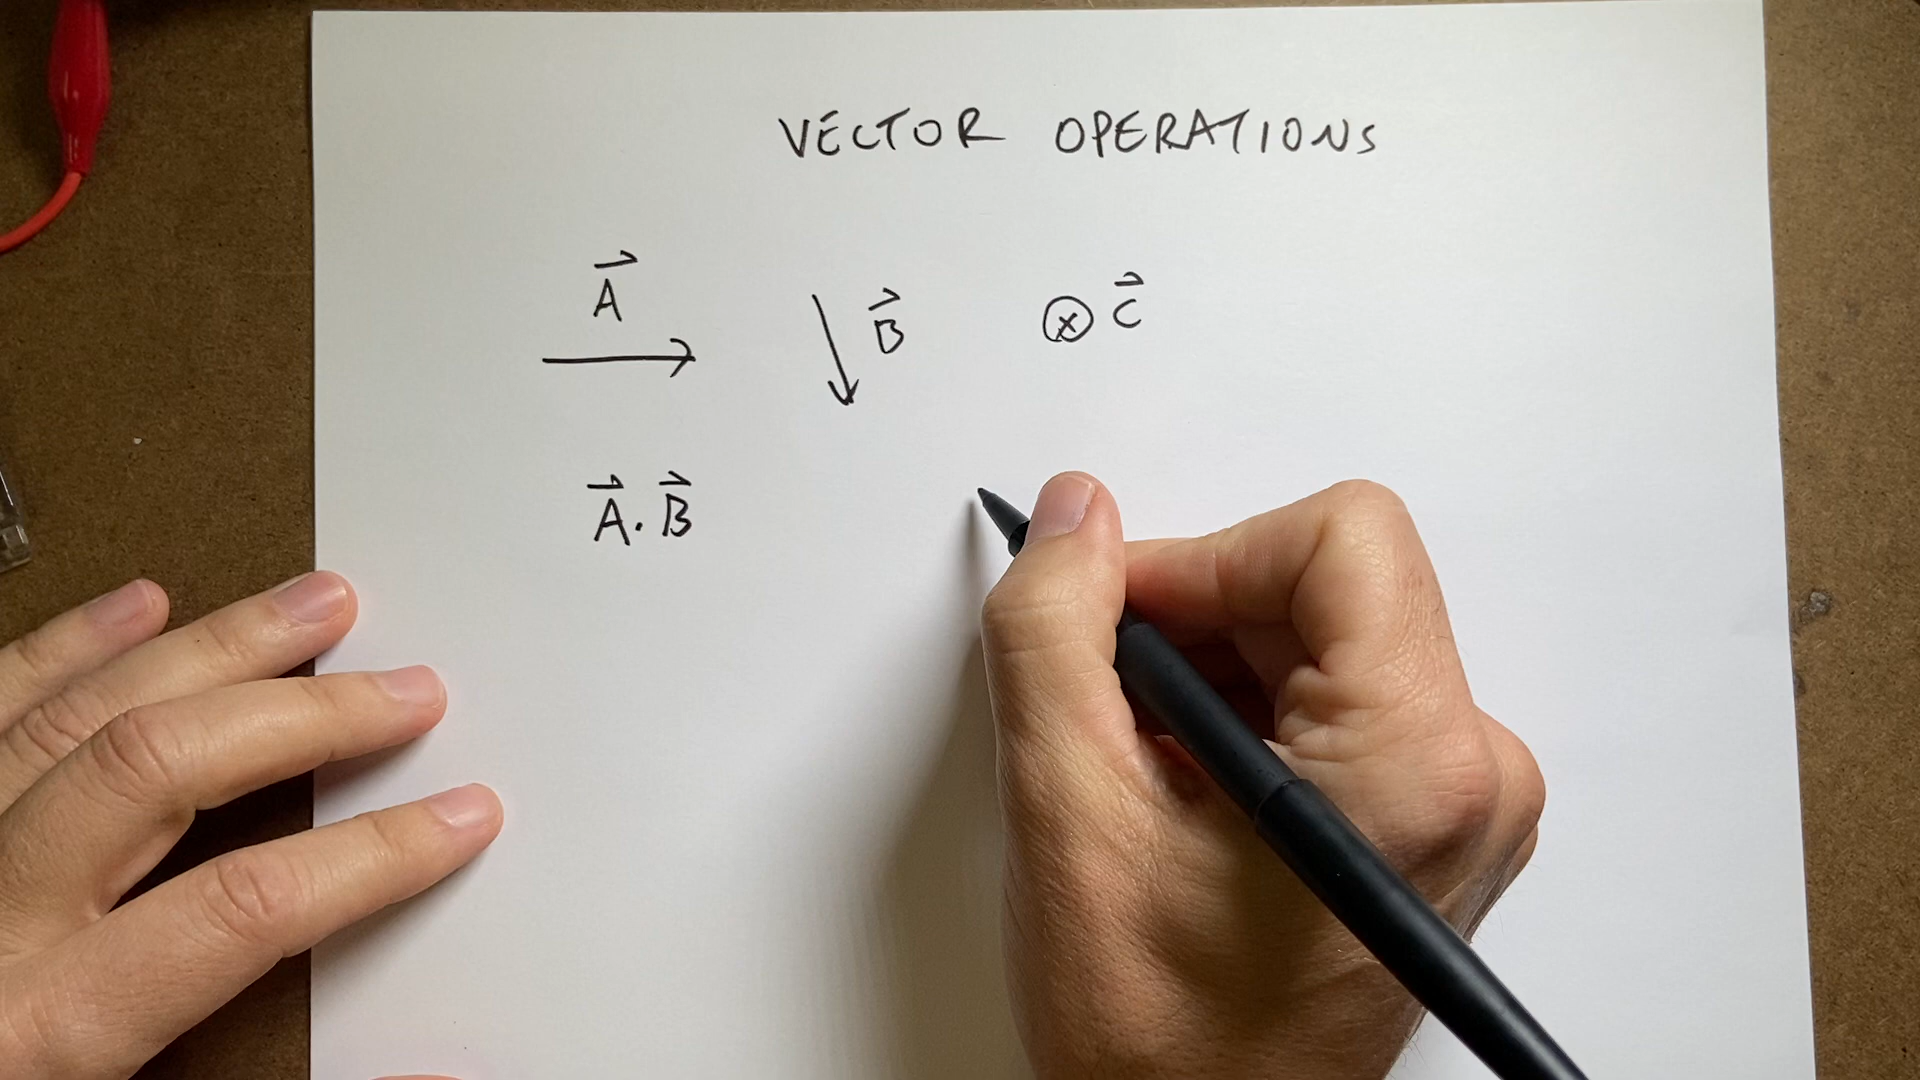 VECTOR OPERATIONS
A⃗ B⃗ ⊗ C⃗
A⃗ . B⃗